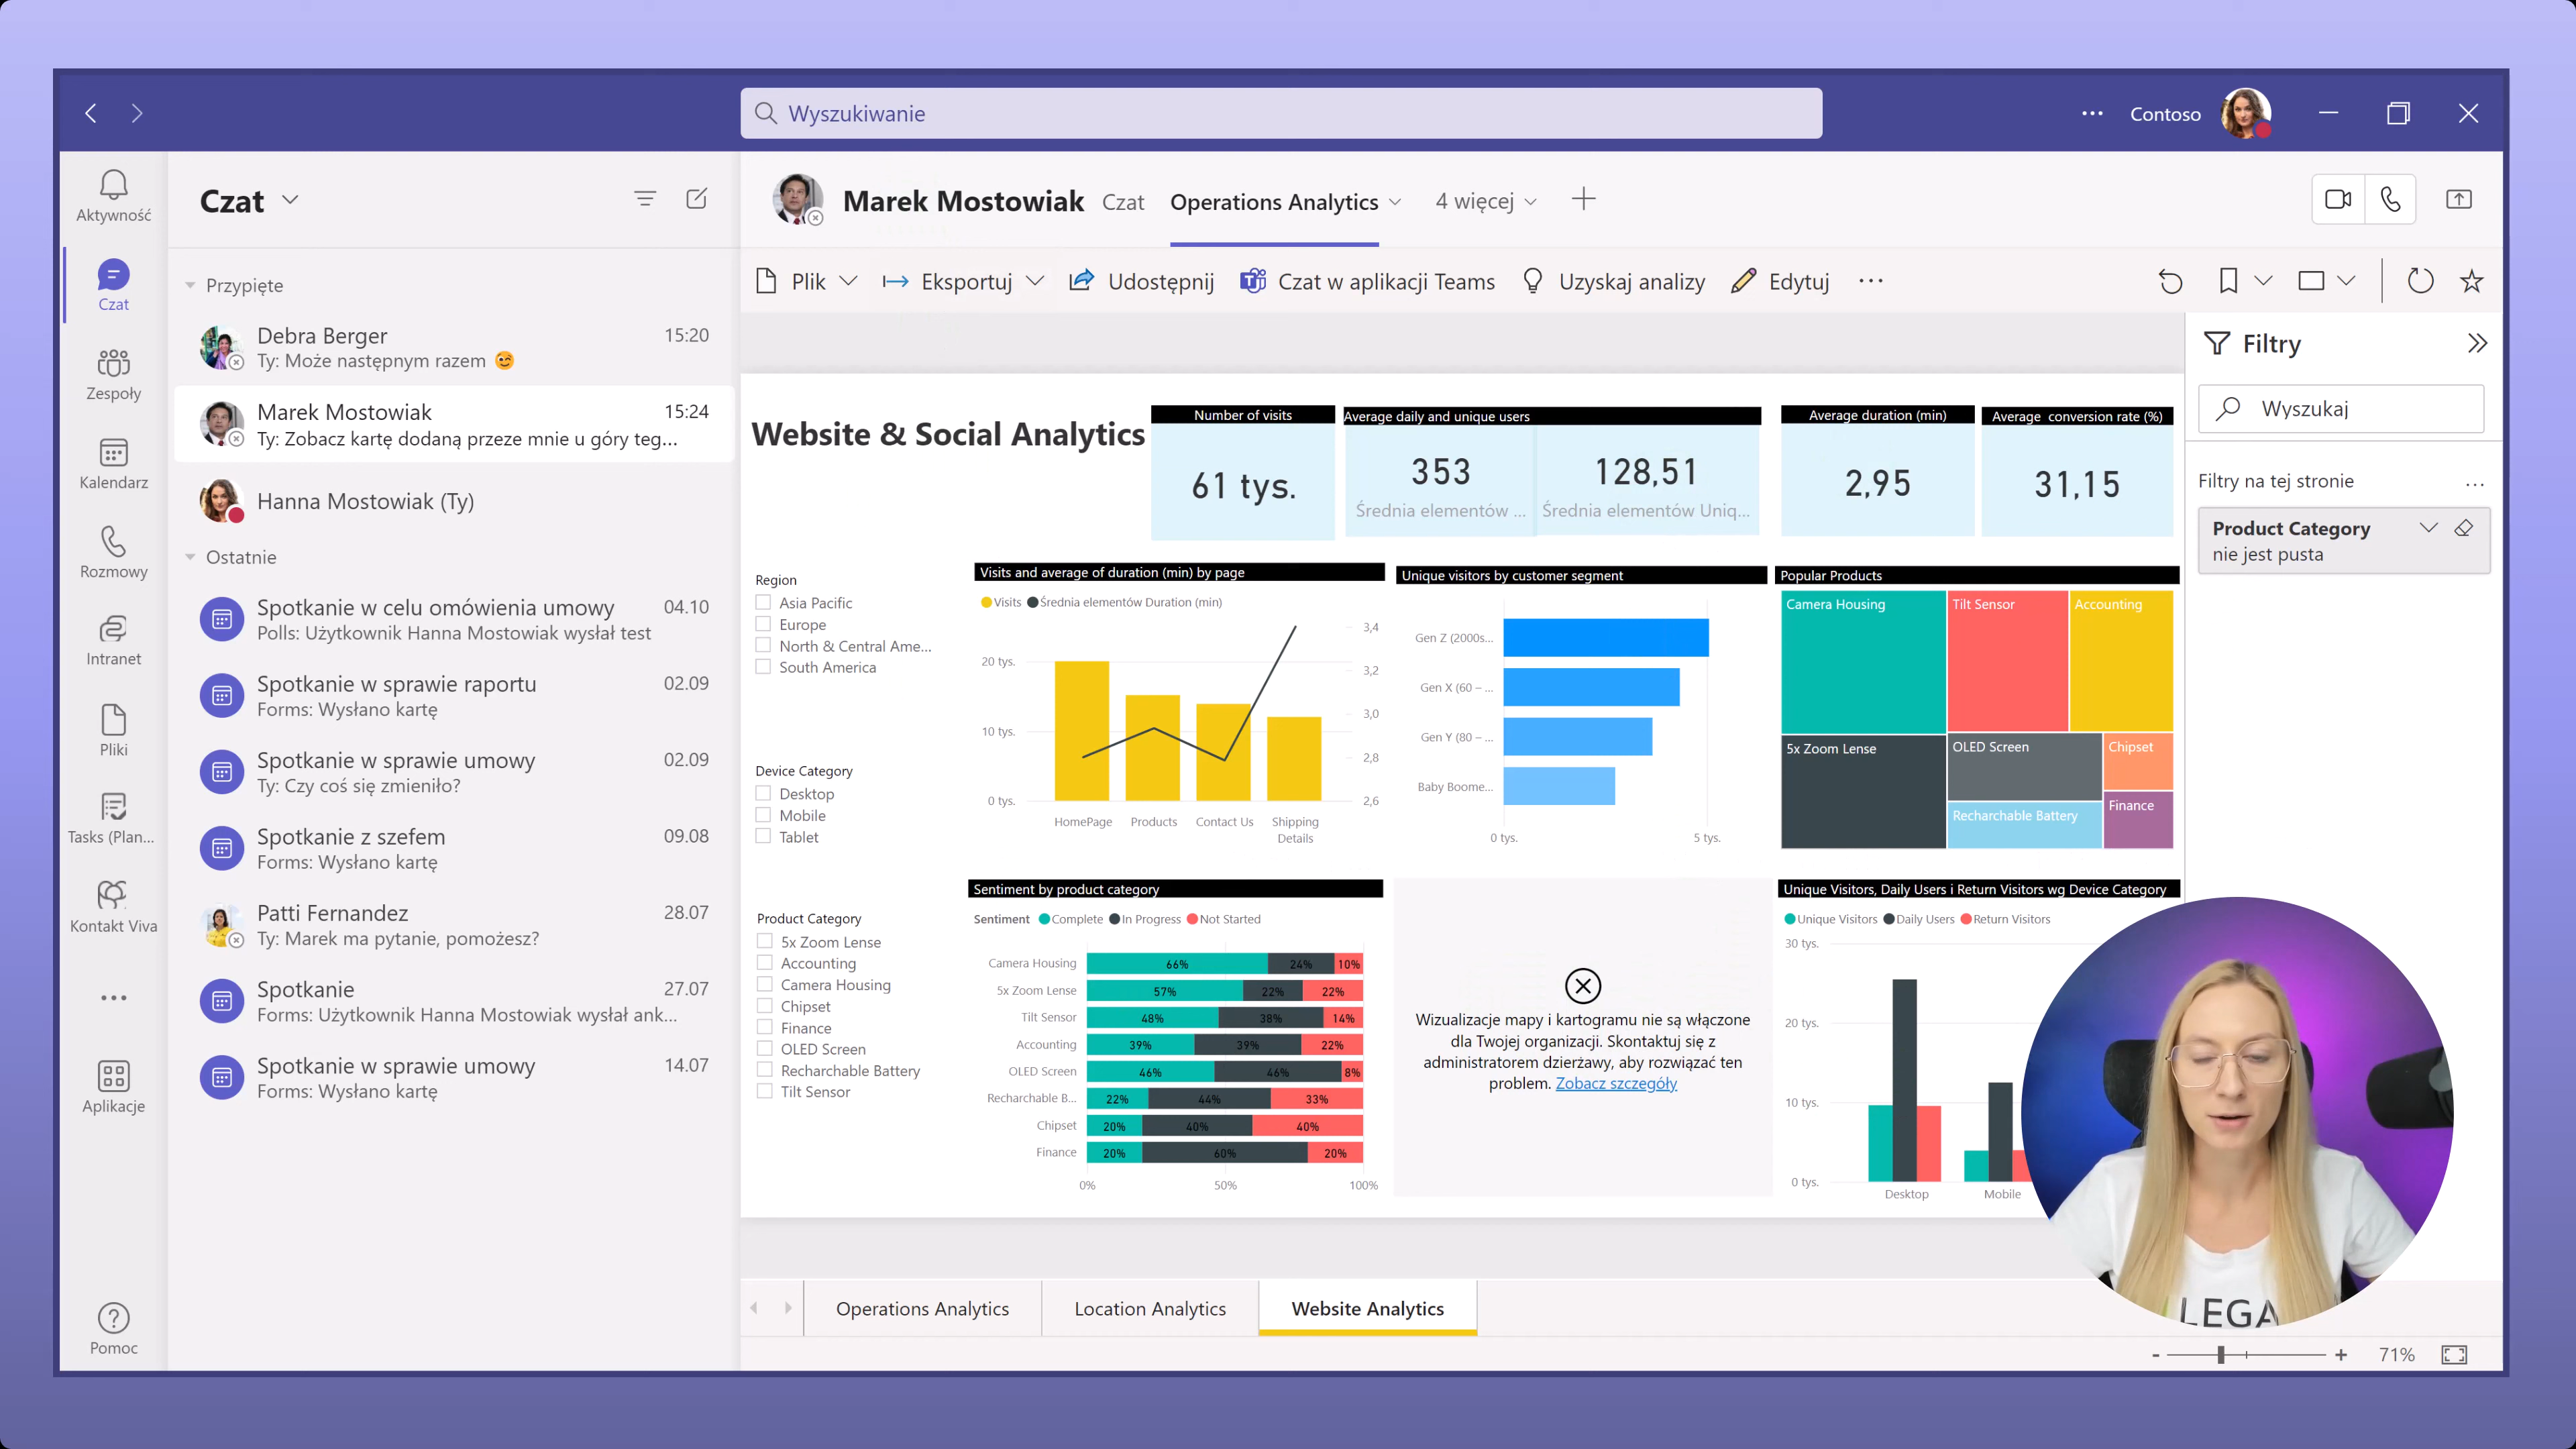 Wyszukiwanie
Contoso
Aktywność
Czat
Zespoły
Kalendarz
Rozmowy
Intranet
Pliki
Tasks (Plan...
Kontakt Viva
Aplikacje
Pomoc
Czat
Przypięte
Debra Berger 15:20
Ty: Może następnym razem 😉
Marek Mostowiak 15:24
Ty: Zobacz kartę dodaną przeze mnie u góry teg...
Hanna Mostowiak (Ty)
Ostatnie
Spotkanie w celu omówienia umowy 04.10
Polls: Użytkownik Hanna Mostowiak wysłał test
Spotkanie w sprawie raportu 02.09
Forms: Wysłano kartę
Spotkanie w sprawie umowy 02.09
Ty: Czy coś się zmieniło?
Spotkanie z szefem 09.08
Forms: Wysłano kartę
Patti Fernandez 28.07
Ty: Marek ma pytanie, pomożesz?
Spotkanie 27.07
Forms: Użytkownik Hanna Mostowiak wysłał ank...
Spotkanie w sprawie umowy 14.07
Forms: Wysłano kartę
Marek Mostowiak Czat Operations Analytics 4 więcej
Plik Eksportuj Udostępnij Czat w aplikacji Teams Uzyskaj analizy Edytuj ...
Website & Social Analytics
Number of visits
61 tys.
Average daily and unique users
353 128,51
Średnia elementów ... Średnia elementów Uniq...
Average duration (min)
2,95
Average conversion rate (%)
31,15
Region
Asia Pacific
Europe
North & Central Ame...
South America
Device Category
Desktop
Mobile
Tablet
Product Category
5x Zoom Lense
Accounting
Camera Housing
Chipset
Finance
OLED Screen
Recharchable Battery
Tilt Sensor
Visits and average of duration (min) by page
Visits Średnia elementów Duration (min)
20 tys.
10 tys.
0 tys.
3,4
3,2
3,0
2,8
2,6
HomePage Products Contact Us Shipping
Details
Unique visitors by customer segment
Gen Z (2000s...
Gen X (60 – ...
Gen Y (80 – ...
Baby Boome...
0 tys. 5 tys.
Popular Products
Camera Housing
Tilt Sensor
Accounting
5x Zoom Lense
OLED Screen
Chipset
Recharchable Battery
Finance
Sentiment by product category
Sentiment Complete In Progress Not Started
Camera Housing 66% 24% 10%
5x Zoom Lense 57% 22% 22%
Tilt Sensor 48% 38% 14%
Accounting 39% 39% 22%
OLED Screen 46% 46% 8%
Recharchable B... 22% 44% 33%
Chipset 20% 40% 40%
Finance 20% 60% 20%
0% 50% 100%
Wizualizacje mapy i kartogramu nie są włączone
dla Twojej organizacji. Skontaktuj się z
administratorem dzierżawy, aby rozwiązać ten
problem. Zobacz szczegóły
Unique Visitors, Daily Users i Return Visitors wg Device Category
Unique Visitors Daily Users Return Visitors
30 tys.
20 tys.
10 tys.
0 tys.
Desktop Mobile
Filtry
Wyszukaj
Filtry na tej stronie ...
Product Category
nie jest pusta
LEGA
Operations Analytics Location Analytics Website Analytics
- + 71%